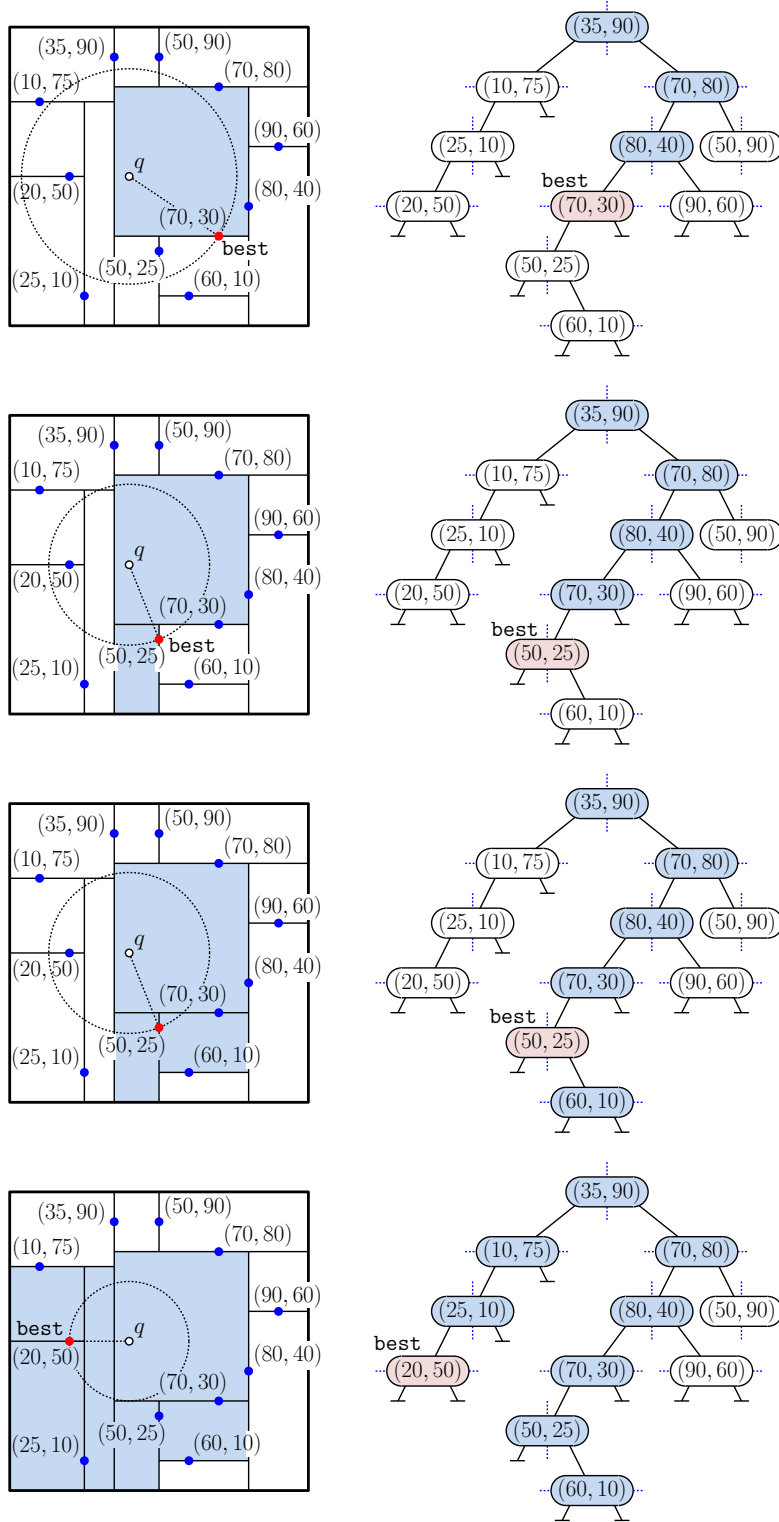 (35, 90) (50, 90) (35, 90)
(10, 75) (70, 80) (10, 75) (70, 80)
(90, 60) (25, 10) (80, 40) (50, 90)
q
best
(20, 50) (80, 40) (20, 50) (70, 30) (90, 60)
(70, 30)
best
(25, 10) (50, 25) (60, 10) (50, 25)
(60, 10)
(35, 90) (50, 90) (35, 90)
(10, 75) (70, 80) (10, 75) (70, 80)
(90, 60) (25, 10) (80, 40) (50, 90)
q
(20, 50) (80, 40) (20, 50) (70, 30) (90, 60)
(70, 30)
best
best
(25, 10) (50, 25) (60, 10) (50, 25)
(60, 10)
(35, 90) (50, 90) (35, 90)
(10, 75) (70, 80) (10, 75) (70, 80)
(90, 60) (25, 10) (80, 40) (50, 90)
q
(20, 50) (80, 40) (20, 50) (70, 30) (90, 60)
(70, 30)
best
(25, 10) (50, 25) (60, 10) (50, 25)
(60, 10)
(35, 90) (50, 90) (35, 90)
(10, 75) (70, 80) (10, 75) (70, 80)
(90, 60) (25, 10) (80, 40) (50, 90)
best q
best
(20, 50) (80, 40) (20, 50) (70, 30) (90, 60)
(70, 30)
(25, 10) (50, 25) (60, 10) (50, 25)
(60, 10)